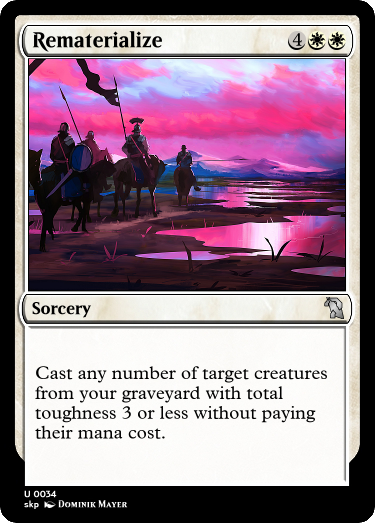 Rematerialize 4
Sorcery
Cast any number of target creatures
from your graveyard with total
toughness 3 or less without paying
their mana cost.
U 0034
skp Dominik Mayer